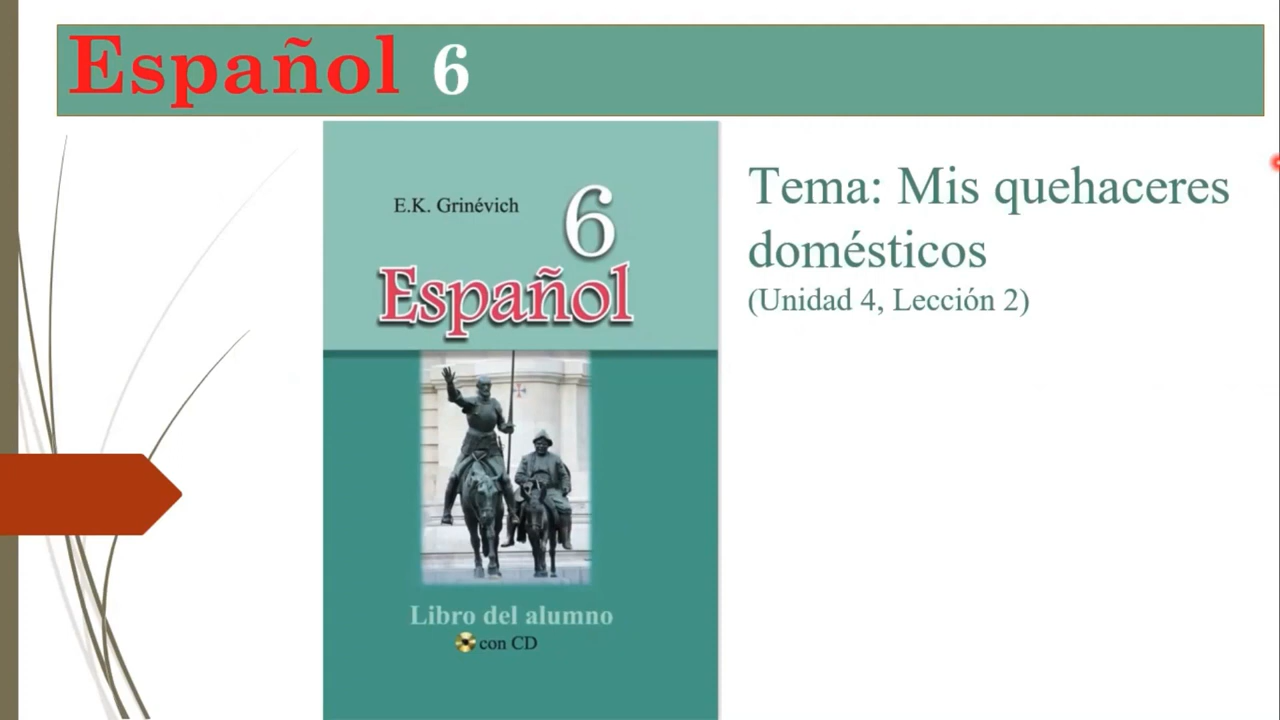 Español 6
E.K. Grinévich
6
Español
Libro del alumno
con CD
Tema: Mis quehaceres
domésticos
(Unidad 4, Lección 2)